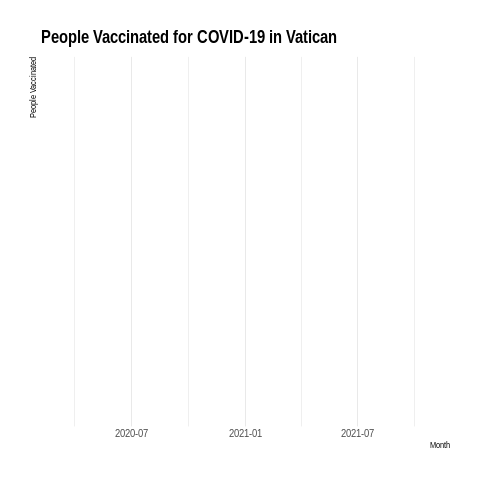 People Vaccinated for COVID-19 in Vatican
People Vaccinated
2020-07
2021-01
2021-07
Month